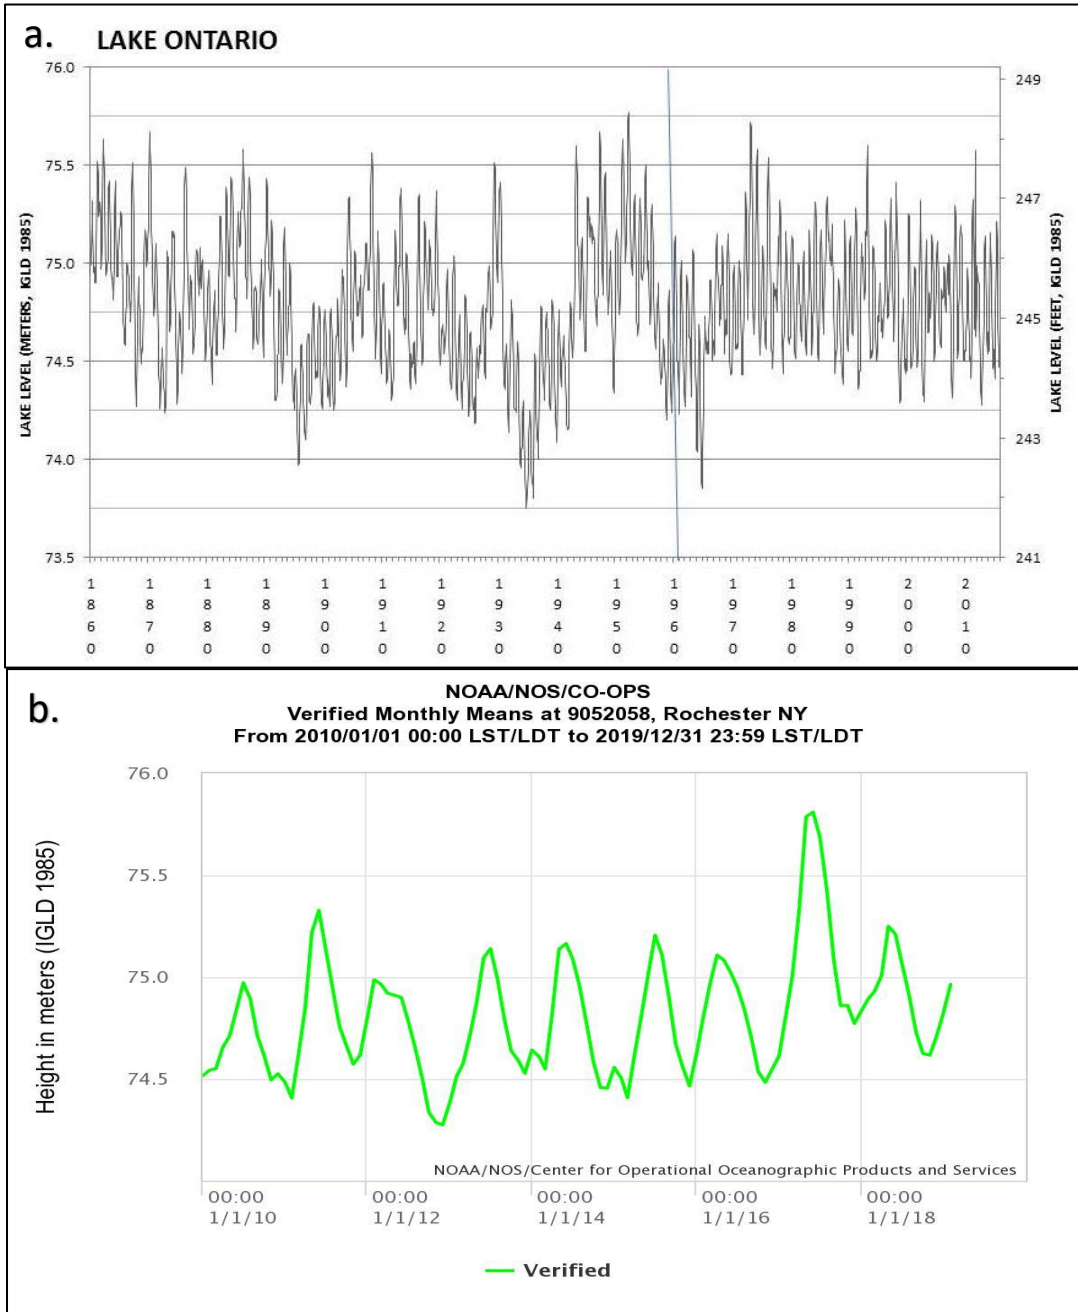 a. LAKE ONTARIO
76.0
75.5
75.0
74.5
74.0
73.5
LAKE LEVEL (METERS, IGLD 1985)
249
247
245
243
241
LAKE LEVEL (FEET, IGLD 1985)
1860 1870 1880 1890 1900 1910 1920 1930 1940 1950 1960 1970 1980 1990 2000 2010
b.
NOAA/NOS/CO-OPS
Verified Monthly Means at 9052058, Rochester NY
From 2010/01/01 00:00 LST/LDT to 2019/12/31 23:59 LST/LDT
76.0
75.5
75.0
74.5
Height in meters (IGLD 1985)
NOAA/NOS/Center for Operational Oceanographic Products and Services
00:00 00:00 00:00 00:00 00:00
1/1/10 1/1/12 1/1/14 1/1/16 1/1/18
Verified